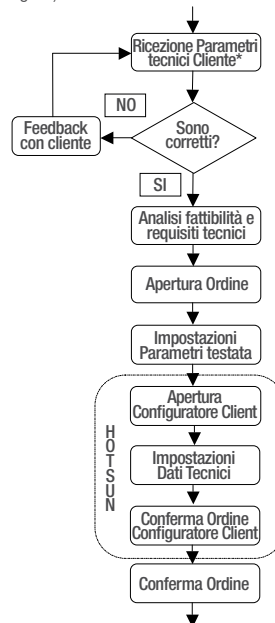 Ricezione Parametri
tecnici Cliente*
NO
Feedback
con cliente
Sono
corretti?
SI
Analisi fattibilità e
requisiti tecnici
Apertura Ordine
Impostazioni
Parametri testata
HOTSUN
Apertura
Configuratore Client
Impostazioni
Dati Tecnici
Conferma Ordine
Configuratore Client
Conferma Ordine